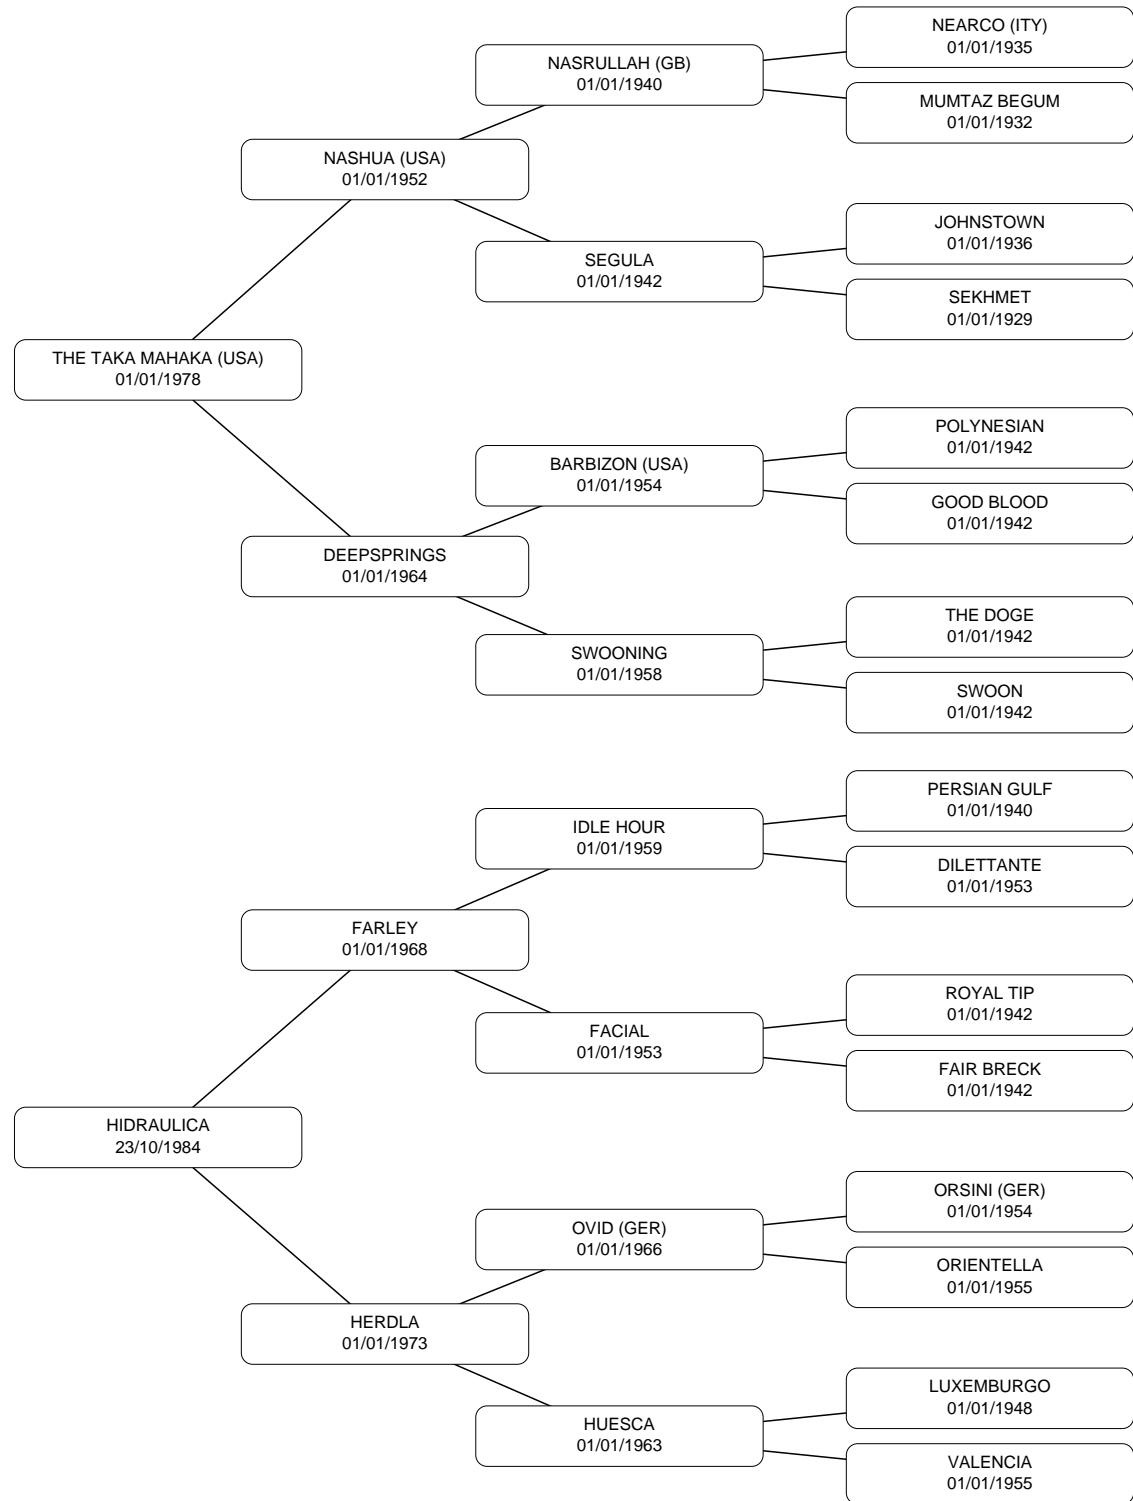 NEARCO (ITY)
01/01/1935
NASRULLAH (GB)
01/01/1940
MUMTAZ BEGUM
01/01/1932
NASHUA (USA)
01/01/1952
JOHNSTOWN
01/01/1936
SEGULA
01/01/1942
SEKHMET
01/01/1929
THE TAKA MAHAKA (USA)
01/01/1978
POLYNESIAN
01/01/1942
BARBIZON (USA)
01/01/1954
GOOD BLOOD
01/01/1942
DEEPSPRINGS
01/01/1964
THE DOGE
01/01/1942
SWOONING
01/01/1958
SWOON
01/01/1942
PERSIAN GULF
01/01/1940
IDLE HOUR
01/01/1959
DILETTANTE
01/01/1953
FARLEY
01/01/1968
ROYAL TIP
01/01/1942
FACIAL
01/01/1953
FAIR BRECK
01/01/1942
HIDRAULICA
23/10/1984
ORSINI (GER)
01/01/1954
OVID (GER)
01/01/1966
ORIENTELLA
01/01/1955
HERDLA
01/01/1973
LUXEMBURGO
01/01/1948
HUESCA
01/01/1963
VALENCIA
01/01/1955